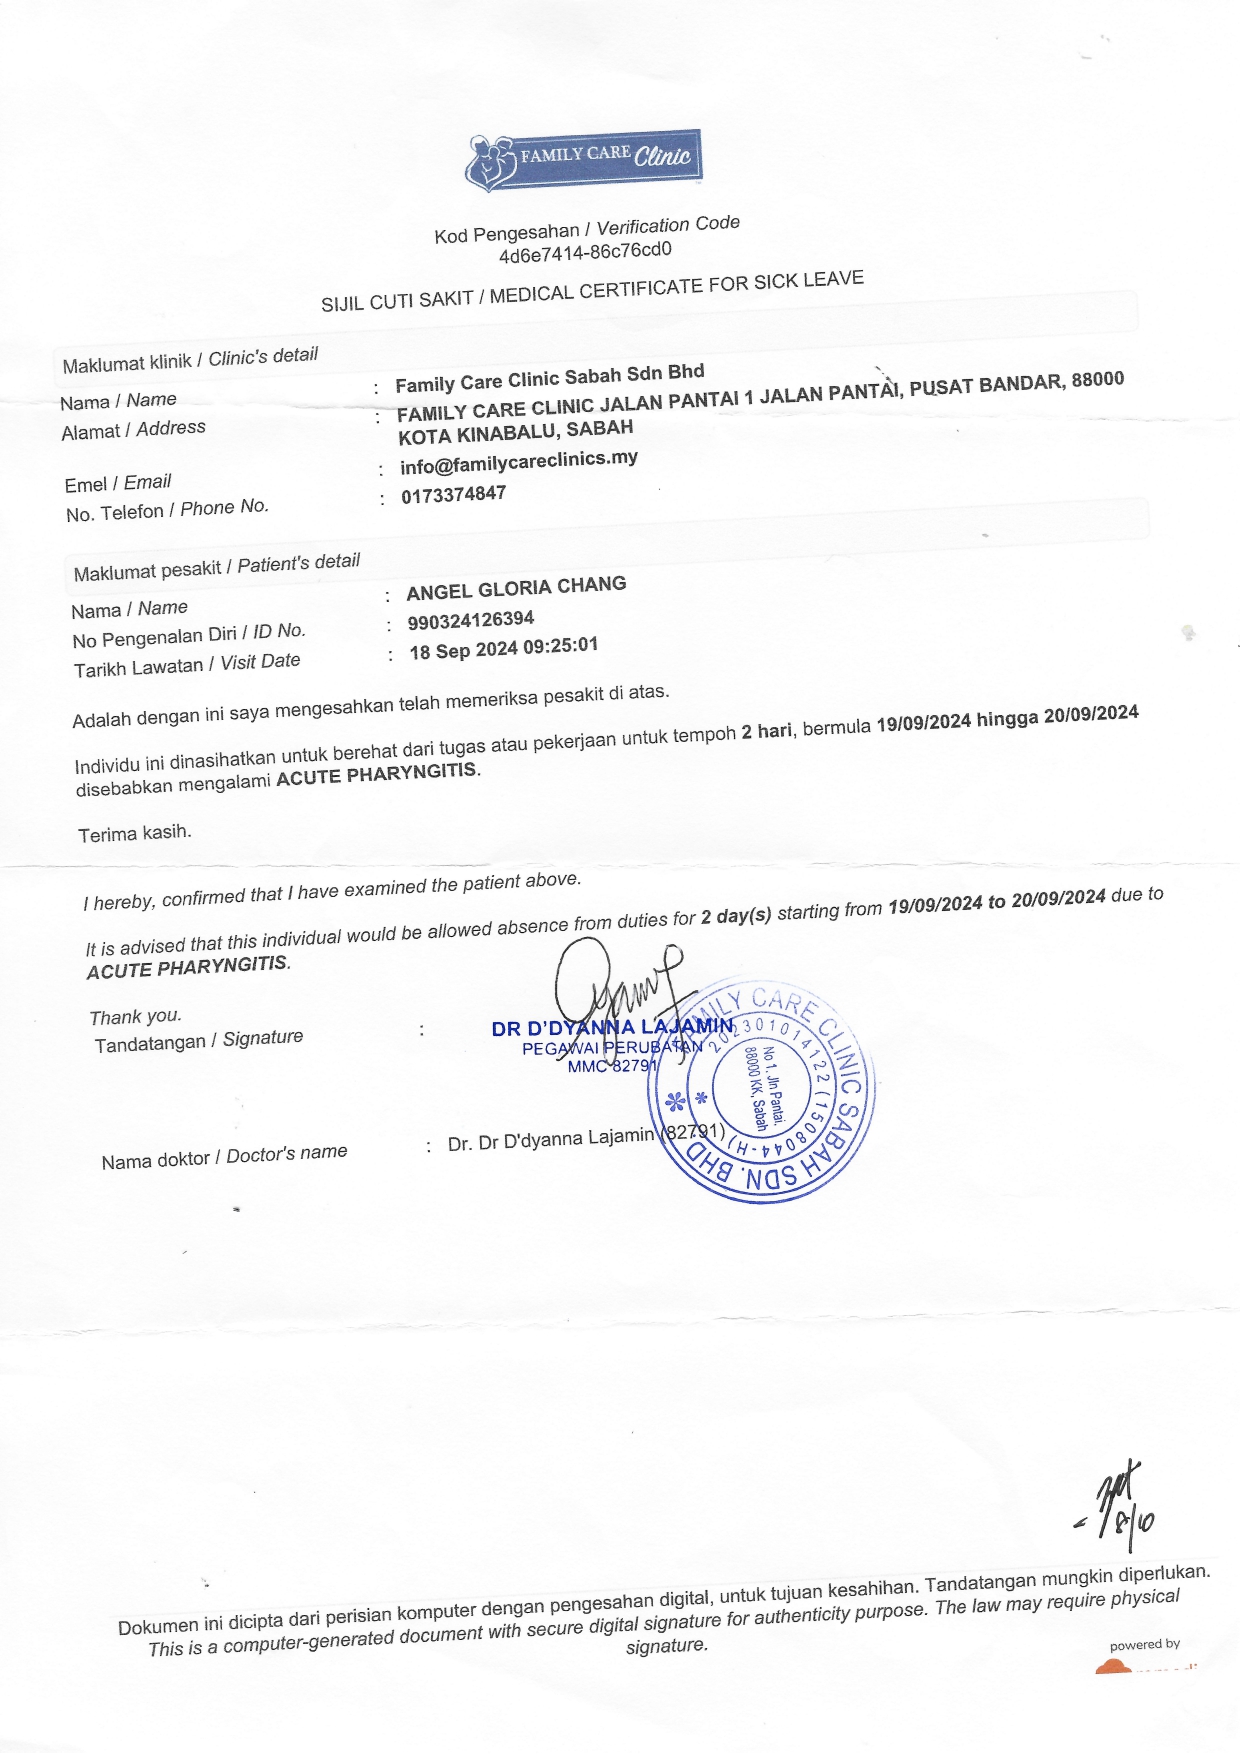 FAMILY CARE Clinic
Kod Pengesahan / Verification Code
4d6e7414-86c76cd0
SIJIL CUTI SAKIT / MEDICAL CERTIFICATE FOR SICK LEAVE
Maklumat klinik / Clinic's detail
Nama / Name : Family Care Clinic Sabah Sdn Bhd
Alamat / Address : FAMILY CARE CLINIC JALAN PANTAI 1 JALAN PANTAI, PUSAT BANDAR, 88000
KOTA KINABALU, SABAH
Emel / Email : info@familycareclinics.my
No. Telefon / Phone No. : 0173374847
Maklumat pesakit / Patient's detail
Nama / Name : ANGEL GLORIA CHANG
No Pengenalan Diri / ID No. : 990324126394
Tarikh Lawatan / Visit Date : 18 Sep 2024 09:25:01
Adalah dengan ini saya mengesahkan telah memeriksa pesakit di atas.
Individu ini dinasihatkan untuk berehat dari tugas atau pekerjaan untuk tempoh 2 hari, bermula 19/09/2024 hingga 20/09/2024
disebabkan mengalami ACUTE PHARYNGITIS.
Terima kasih.
I hereby, confirmed that I have examined the patient above.
It is advised that this individual would be allowed absence from duties for 2 day(s) starting from 19/09/2024 to 20/09/2024 due to
ACUTE PHARYNGITIS.
Thank you.
Tandatangan / Signature :
DR D'DYANNA LAJAMIN
PEGAWAI PERUBATAN
MMC 82791
FAMILY CARE CLINIC SABAH SDN. BHD
202301014122 (1508044-H)
No 1, Jln Pantai,
88000 KK, Sabah
Nama doktor / Doctor's name : Dr. Dr D'dyanna Lajamin (82791)
8/10
Dokumen ini dicipta dari perisian komputer dengan pengesahan digital, untuk tujuan kesahihan. Tandatangan mungkin diperlukan.
This is a computer-generated document with secure digital signature for authenticity purpose. The law may require physical
signature.
powered by